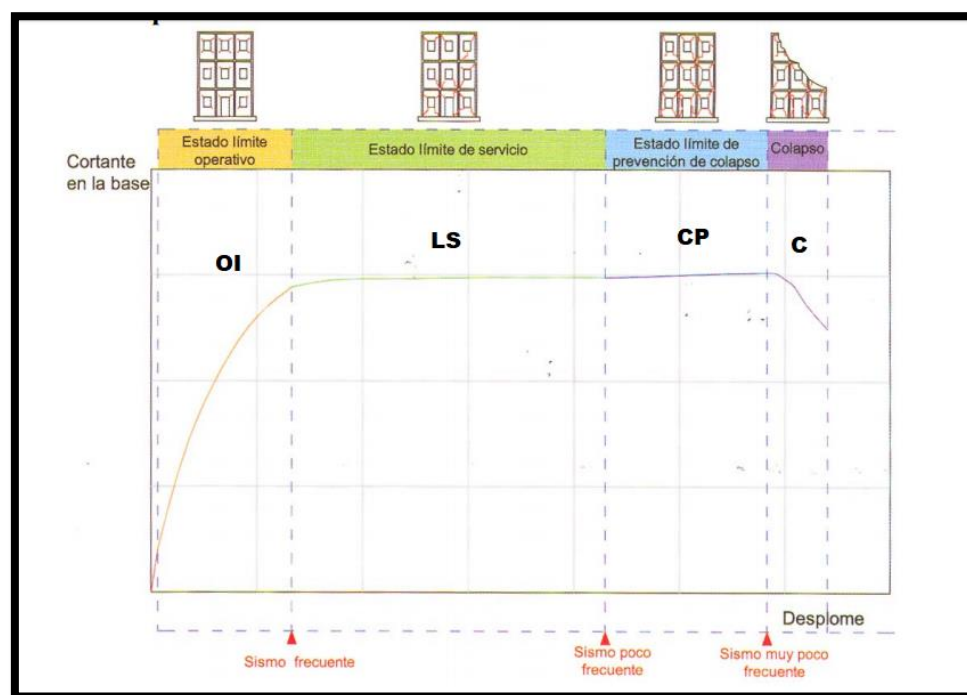 Estado límite
operativo
Estado límite de servicio
Estado límite de
prevención de colapso
Colapso
Cortante
en la base
OI
LS
CP
C
Desplome
Sismo frecuente
Sismo poco
frecuente
Sismo muy poco
frecuente